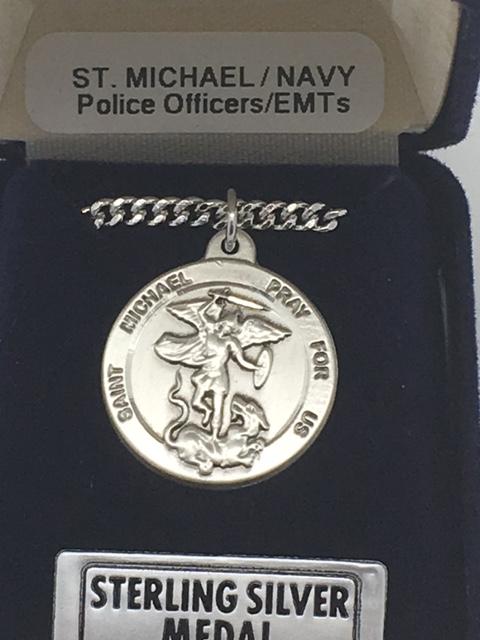 ST. MICHAEL / NAVY
Police Officers/EMTs
SAINT MICHAEL PRAY FOR US
STERLING SILVER
MEDAL